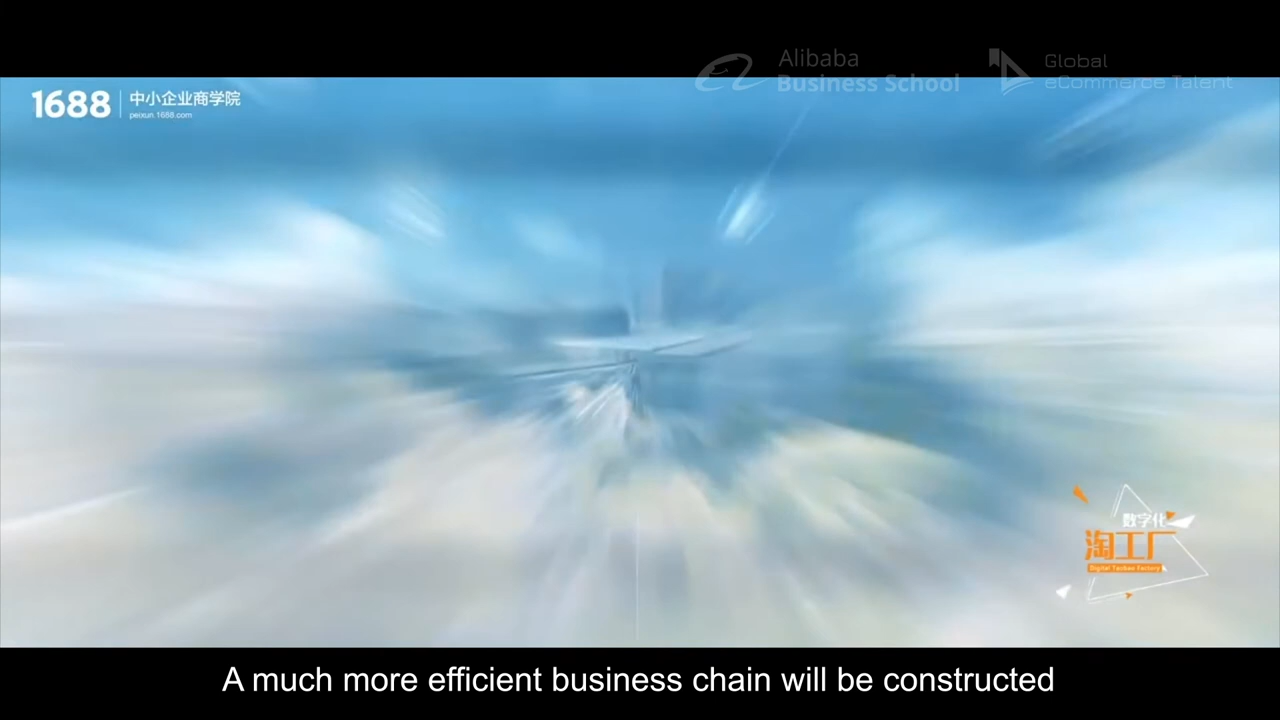 Alibaba
Business School
Global
eCommerce Talent
1688
中小企业商学院
peixun.1688.com
数字化
淘工厂
Digital Taobao Factory
A much more efficient business chain will be constructed